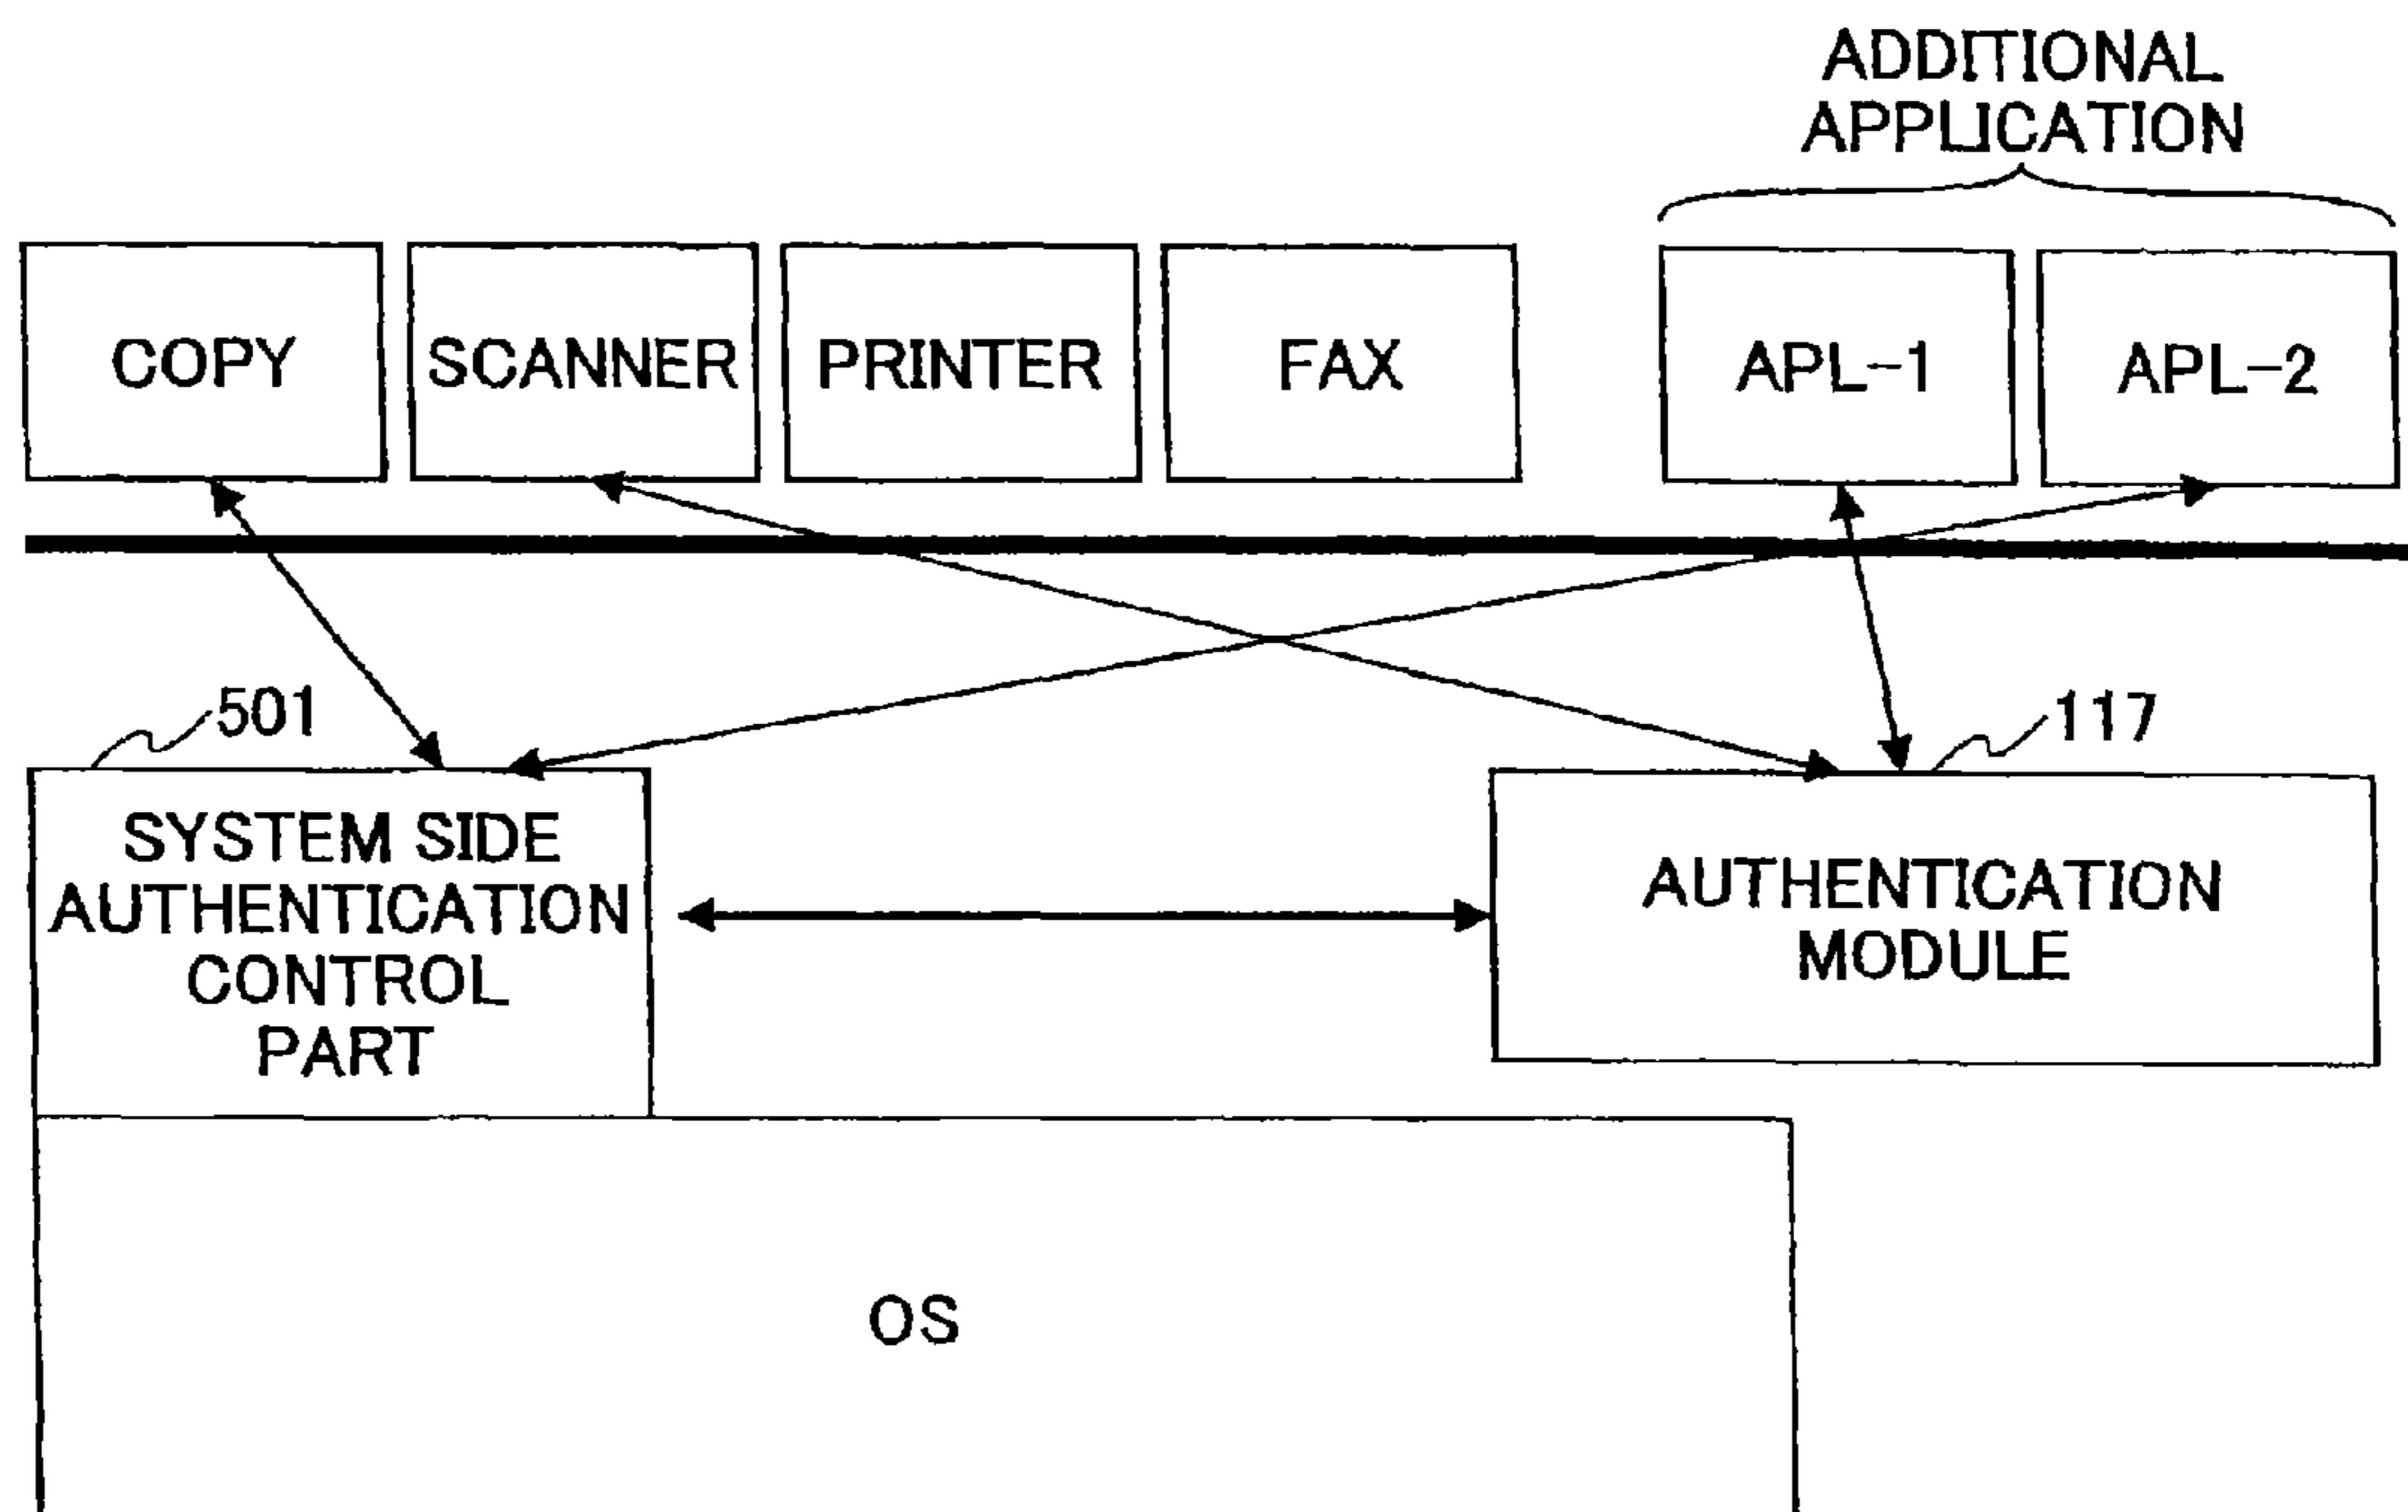 ADDITIONAL
APPLICATION
COPY
SCANNER
PRINTER
FAX
APL-1
APL-2
501
117
SYSTEM SIDE
AUTHENTICATION
CONTROL
PART
AUTHENTICATION
MODULE
OS